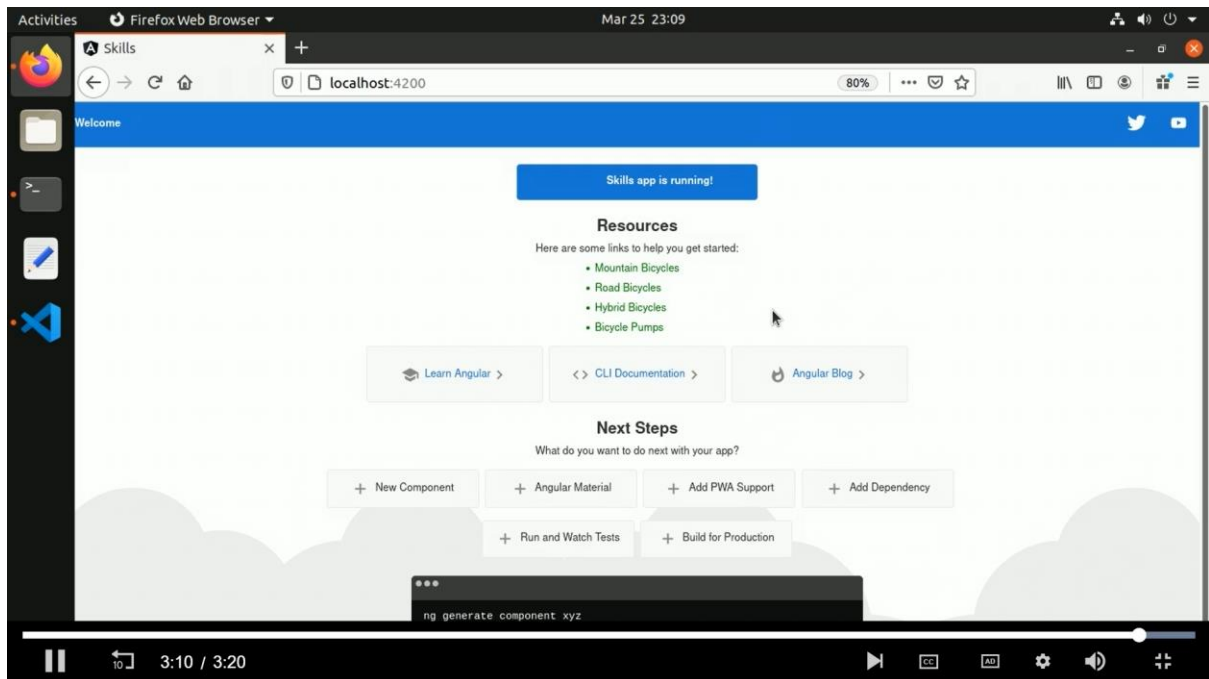 Activities Firefox Web Browser Mar 25 23:09
Skills
localhost:4200 80%
Welcome
Skills app is running!
Resources
Here are some links to help you get started:
• Mountain Bicycles
• Road Bicycles
• Hybrid Bicycles
• Bicycle Pumps
Learn Angular CLI Documentation Angular Blog
Next Steps
What do you want to do next with your app?
New Component Angular Material Add PWA Support Add Dependency
Run and Watch Tests Build for Production
ng generate component xyz
10 3:10 / 3:20 CC AD